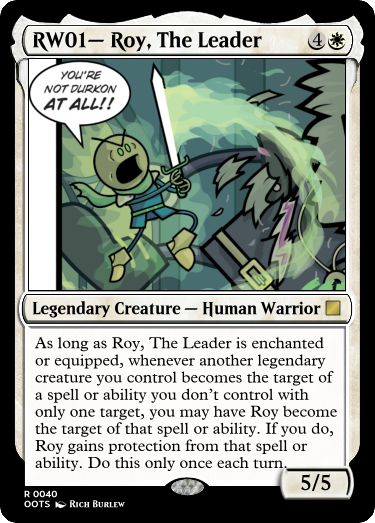 RW01— Roy, The Leader 4
YOU'RE
NOT DURKON
AT ALL!!
Legendary Creature — Human Warrior
As long as Roy, The Leader is enchanted
or equipped, whenever another legendary
creature you control becomes the target of
a spell or ability you don't control with
only one target, you may have Roy become
the target of that spell or ability. If you do,
Roy gains protection from that spell or
ability. Do this only once each turn.
5/5
R 0040
OOTS Rich Burlew